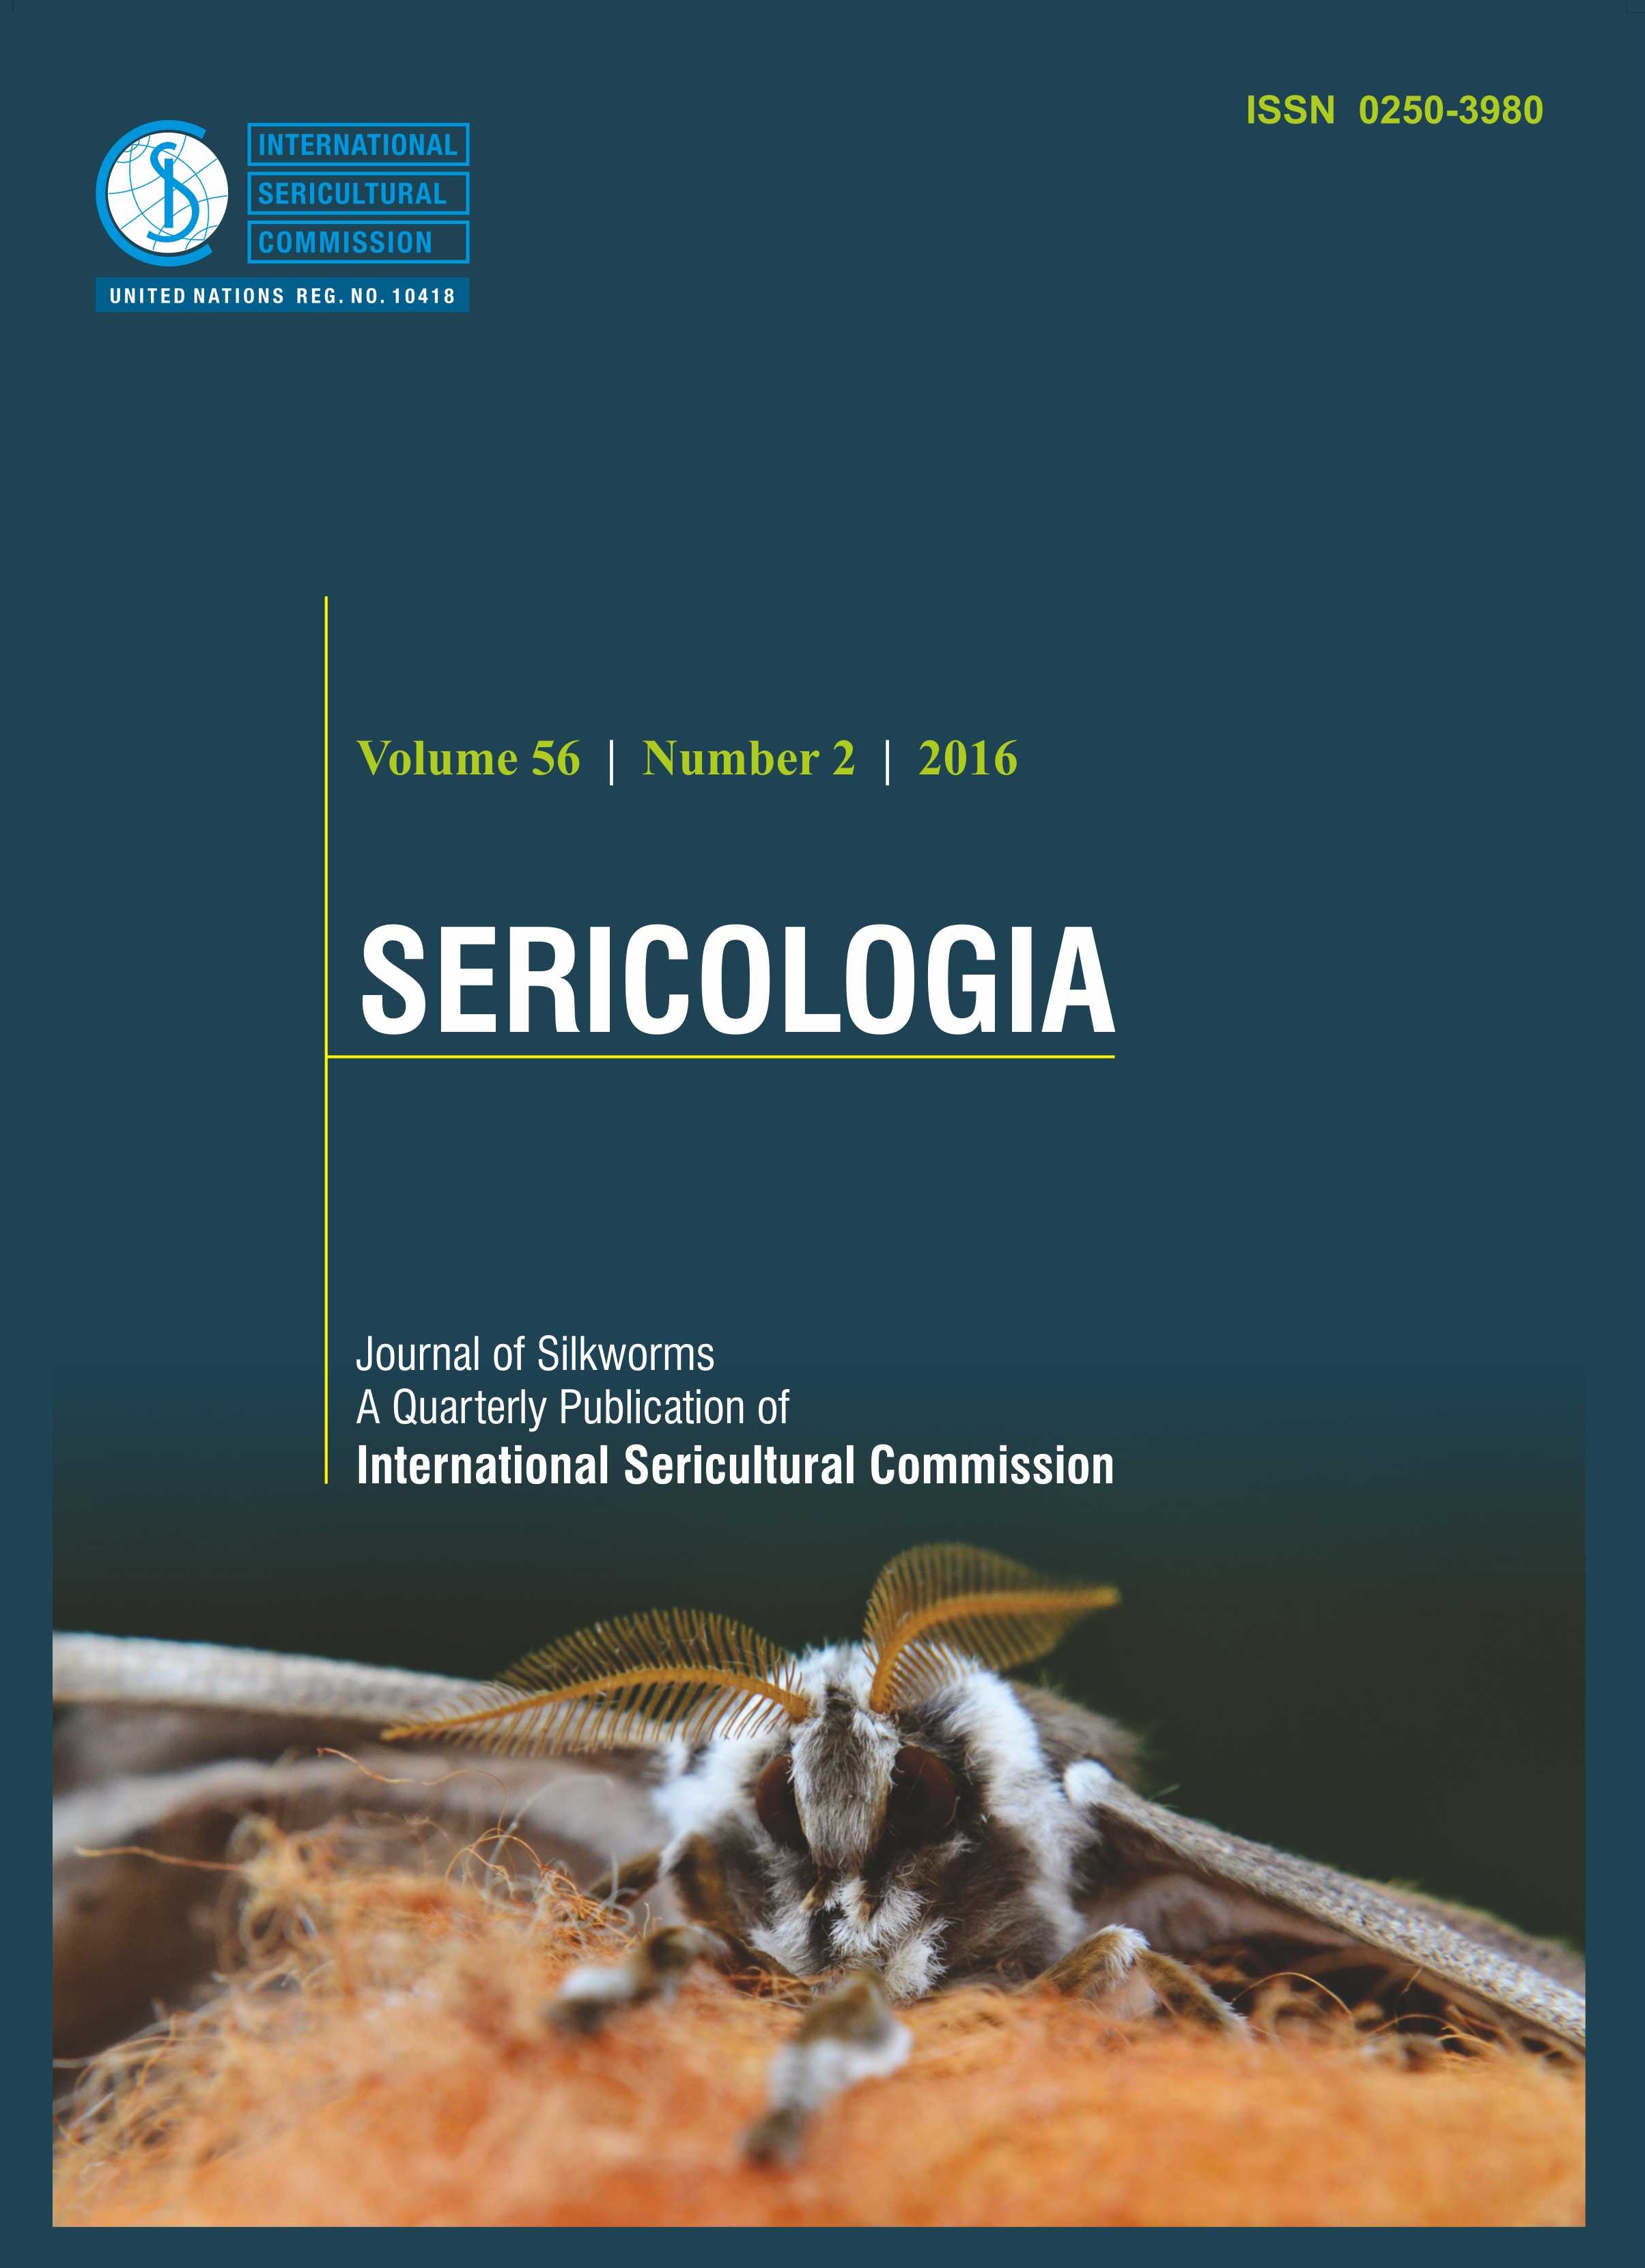 ISSN 0250-3980
INTERNATIONAL
SERICULTURAL
COMMISSION
UNITED NATIONS REG. NO. 10418
Volume 56 | Number 2 | 2016
SERICOLOGIA
Journal of Silkworms
A Quarterly Publication of
International Sericultural Commission